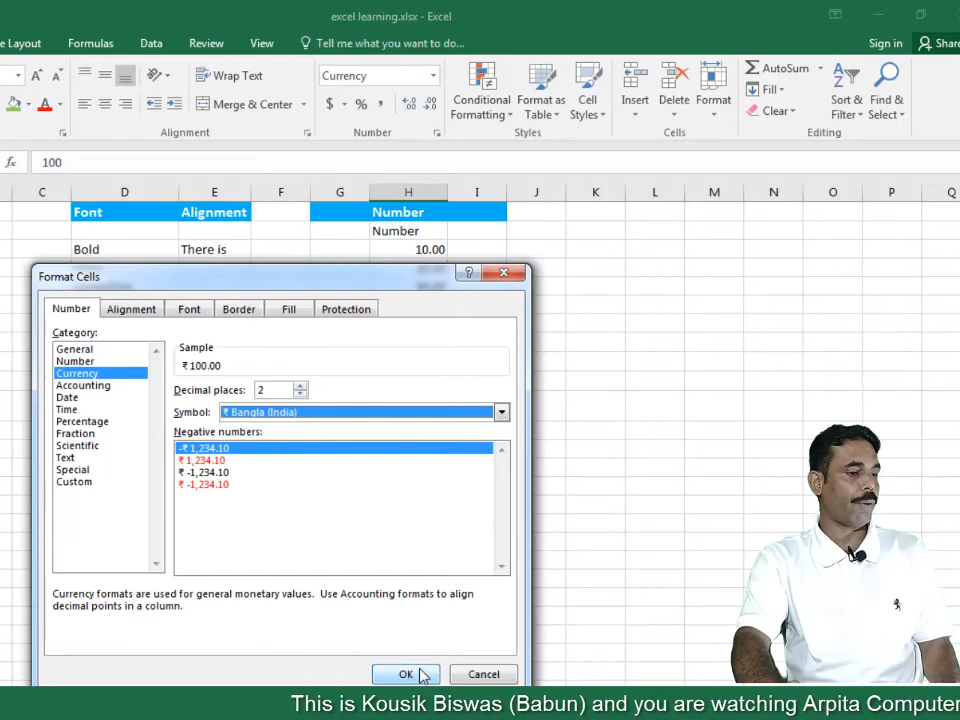 excel learning.xlsx - Excel
e Layout Formulas Data Review View Tell me what you want to do... Sign in Share
Wrap Text Currency AutoSum
Merge & Center $ % , Conditional Formatting Format as Table Cell Styles Insert Delete Format Fill Clear Sort & Filter Find & Select
Alignment Number Styles Cells Editing
fx 100
C D E F G H I J K L M N O P Q
Font Alignment Number
Number
Bold There is 10.00
Format Cells
Number Alignment Font Border Fill Protection
Category:
General
Number
Currency
Accounting
Date
Time
Percentage
Fraction
Scientific
Text
Special
Custom
Sample
₹ 100.00
Decimal places: 2
Symbol: ₹ Bangla (India)
Negative numbers:
-₹ 1,234.10
₹ 1,234.10
₹ -1,234.10
₹ -1,234.10
Currency formats are used for general monetary values. Use Accounting formats to align
decimal points in a column.
OK Cancel
This is Kousik Biswas (Babun) and you are watching Arpita Computer